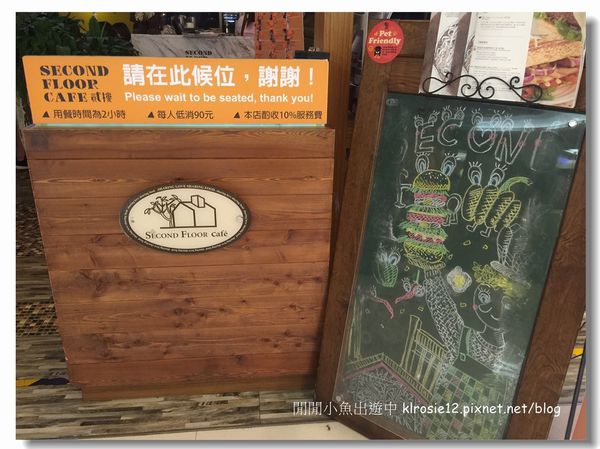 SECOND
FLOOR
CAFE 貳樓
請在此候位，謝謝！
Please wait to be seated, thank you!
▲ 用餐時間為2小時 ▲ 每人低消90元 ▲ 本店酌收10%服務費
Pet
Friendly
SECOND FLOOR café
SECON
閒閒小魚出遊中 klrosie12.pixnet.net/blog